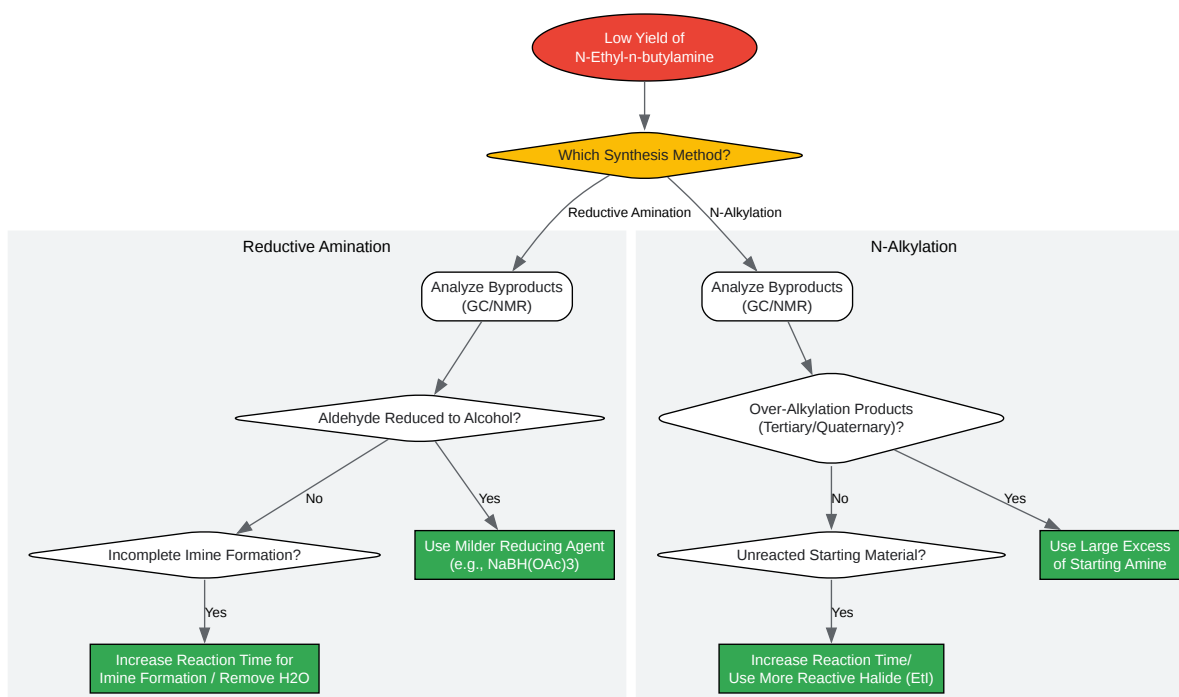 Low Yield of
N-Ethyl-n-butylamine
Which Synthesis Method?
Reductive Amination
N-Alkylation
Reductive Amination
Analyze Byproducts
(GC/NMR)
Aldehyde Reduced to Alcohol?
No
Yes
Incomplete Imine Formation?
Use Milder Reducing Agent
(e.g., NaBH(OAc)3)
Yes
Increase Reaction Time for
Imine Formation / Remove H2O
N-Alkylation
Analyze Byproducts
(GC/NMR)
Over-Alkylation Products
(Tertiary/Quaternary)?
No
Yes
Unreacted Starting Material?
Use Large Excess
of Starting Amine
Yes
Increase Reaction Time/
Use More Reactive Halide (EtI)